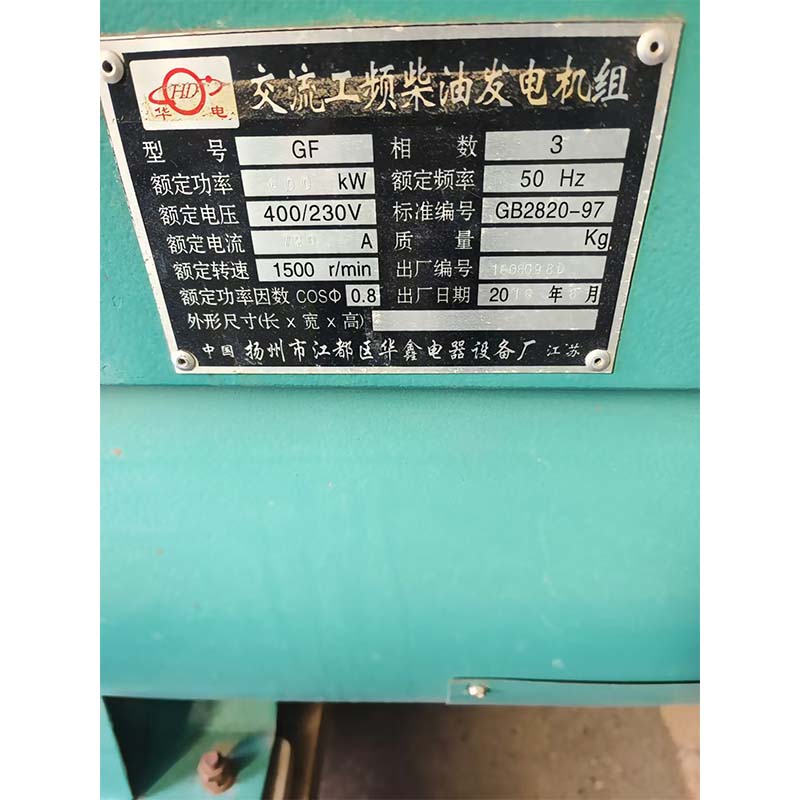 HD
华 电
交流工频柴油发电机组
型 号 GF 相 数 3
额定功率 kW 额定频率 50 Hz
额定电压 400/230V 标准编号 GB2820-97
额定电流 A 质 量 Kg
额定转速 1500 r/min 出厂编号
额定功率因数 COSΦ 0.8 出厂日期 20 年 月
外形尺寸(长 x 宽 x 高)
中国 扬州市江都区华鑫电器设备厂 江苏